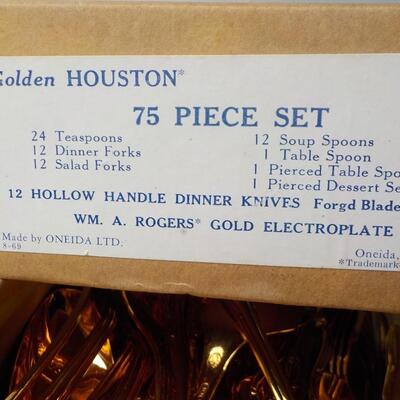 Golden HOUSTON*
75 PIECE SET
24 Teaspoons
12 Dinner Forks
12 Salad Forks
12 Soup Spoons
1 Table Spoon
1 Pierced Table Spo
1 Pierced Dessert Se
12 HOLLOW HANDLE DINNER KNIVES Forgd Blade
WM. A. ROGERS* GOLD ELECTROPLATE
Made by ONEIDA LTD.
8-69
Oneida,
*Trademark